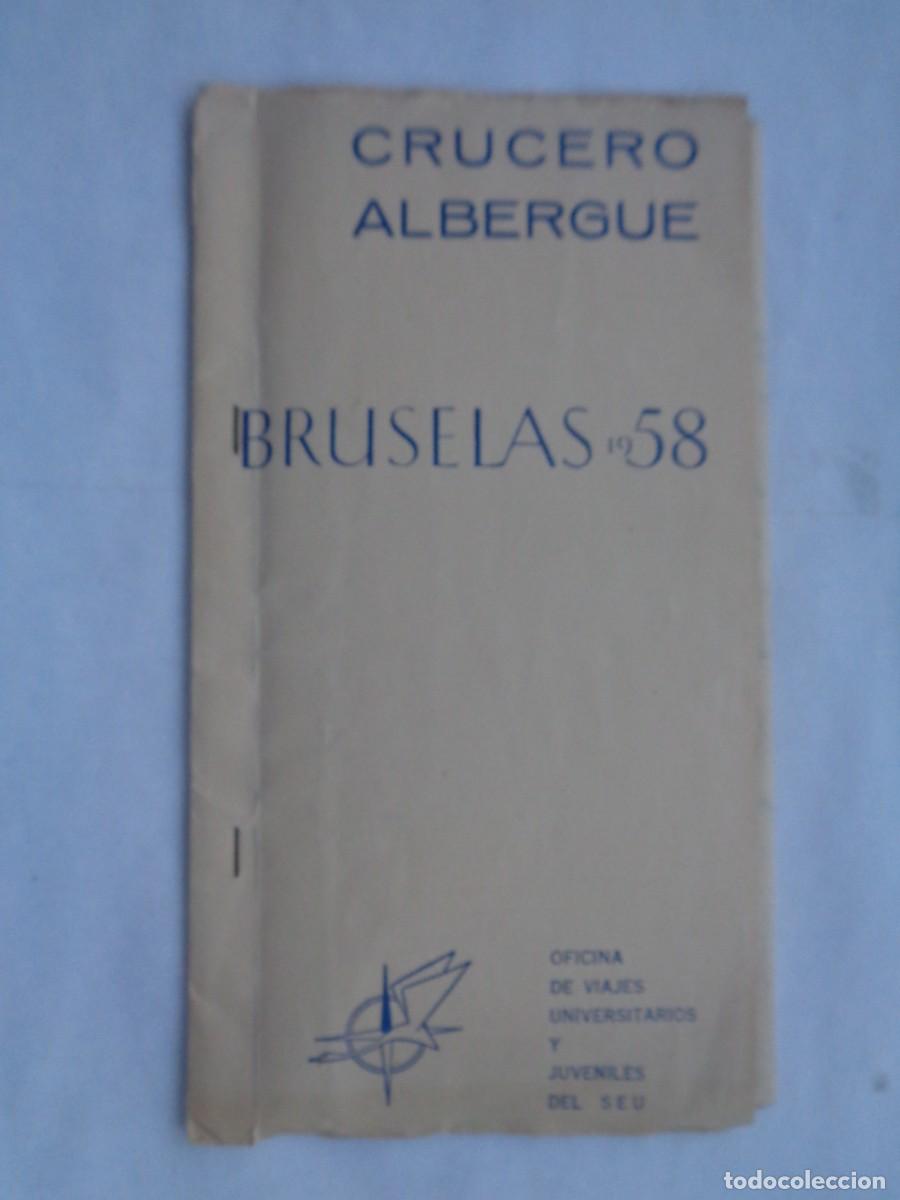 CRUCERO
ALBERGUE
BRUSELAS 1958
OFICINA
DE VIAJES
UNIVERSITARIOS
Y
JUVENILES
DEL SEU
todocoleccion